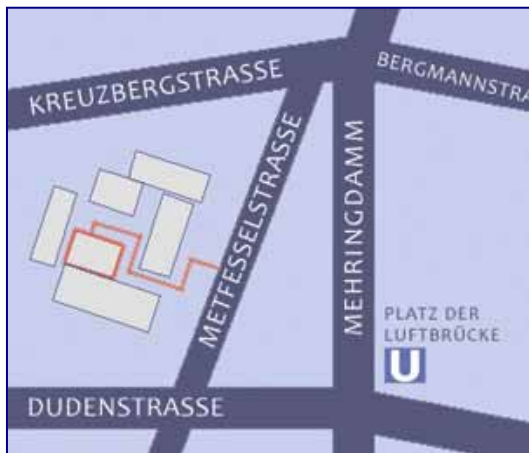 KREUZBERGSTRASSE
BERGMANNSTRA
METFESSELSTRASSE
MEHRINGDAMM
PLATZ DER
LUFTBRÜCKE
U
DUDENSTRASSE